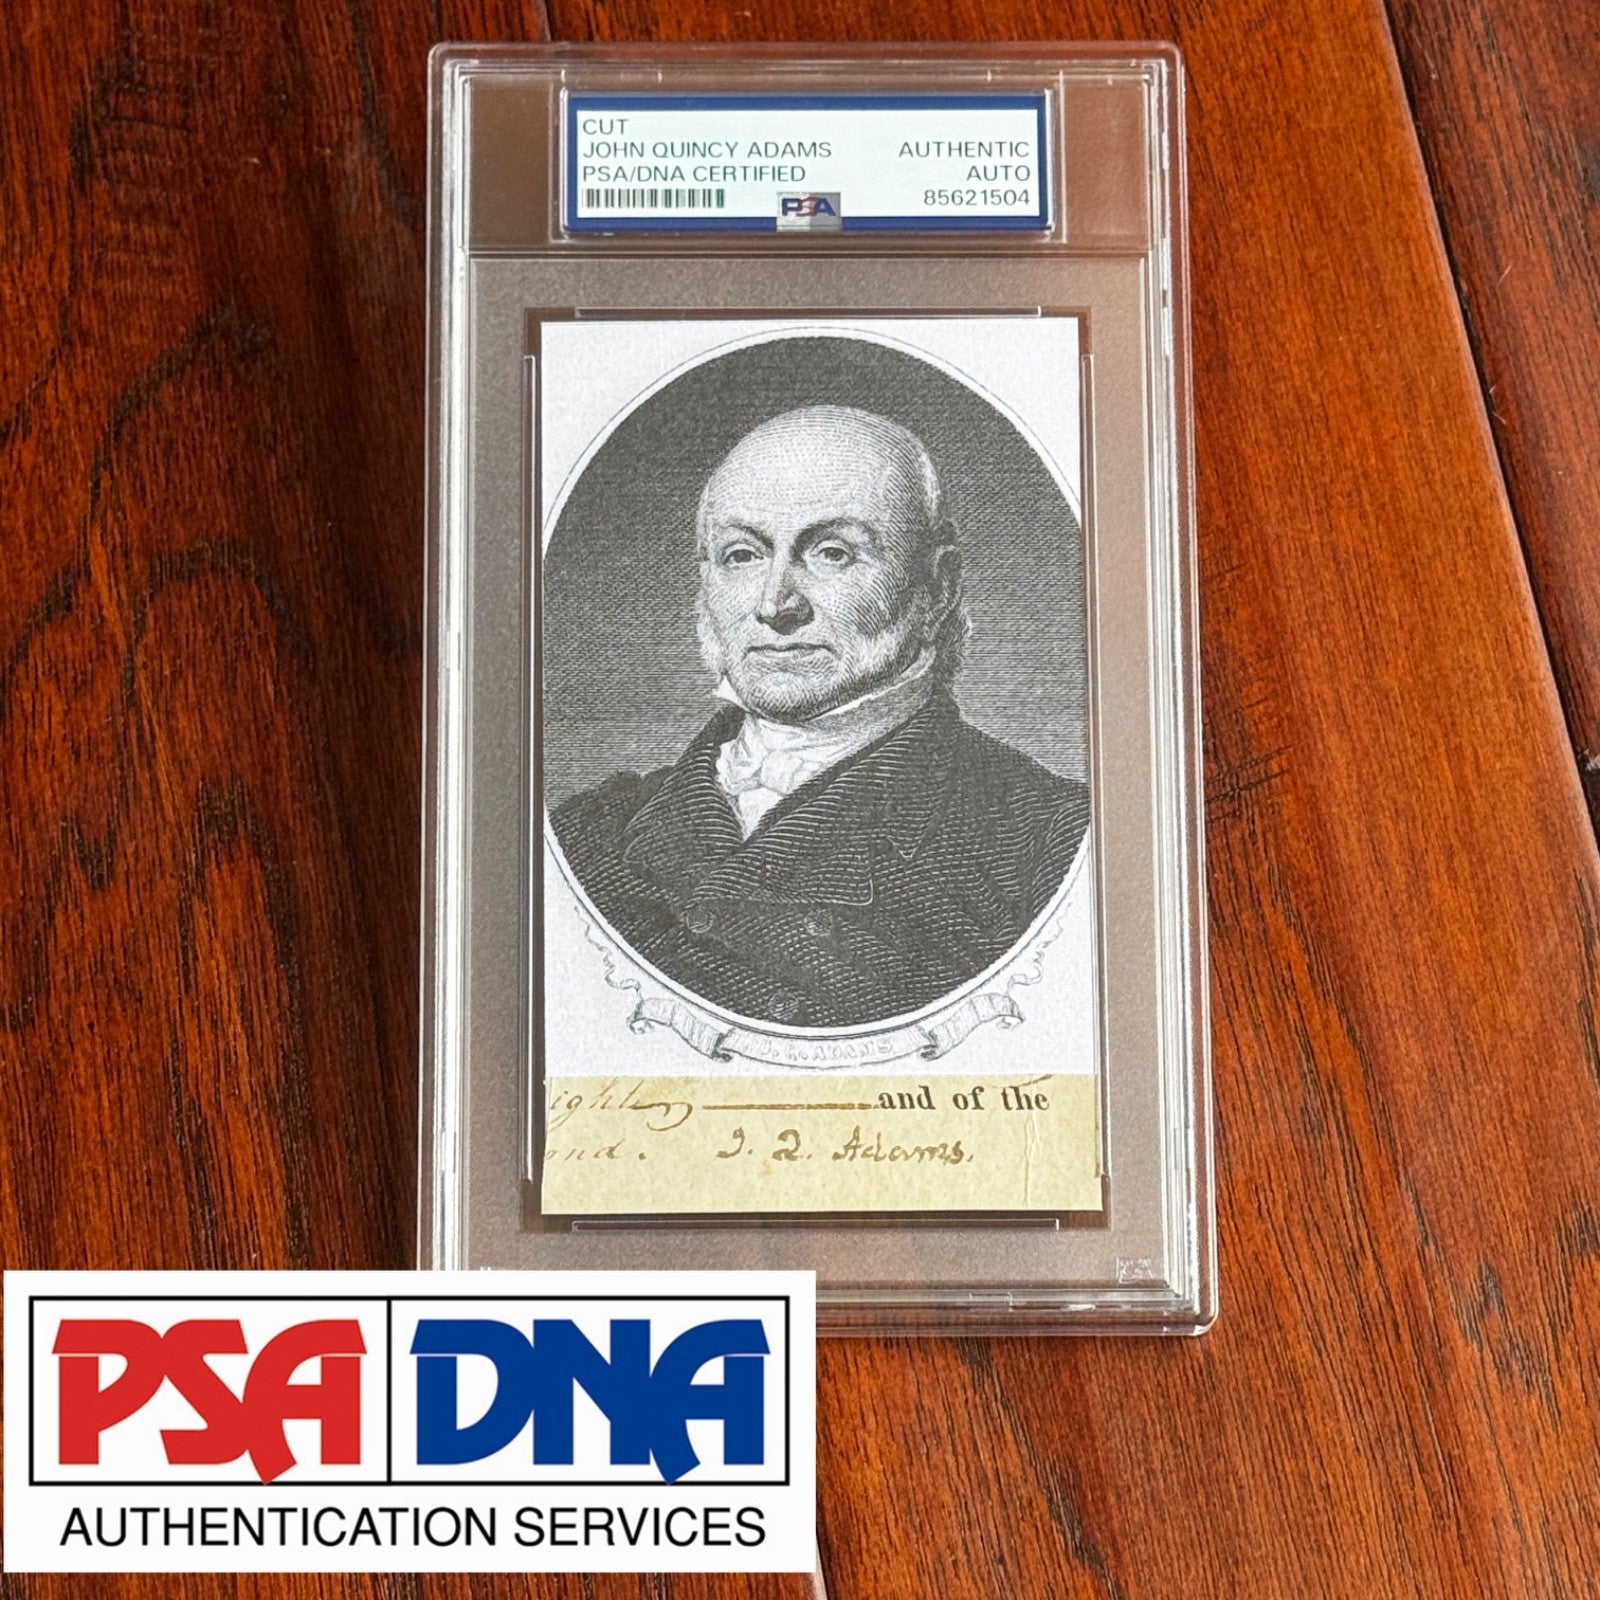 CUT
JOHN QUINCY ADAMS AUTHENTIC
PSA/DNA CERTIFIED AUTO
PSA 85621504
J. Q. ADAMS
and of the
J. Q. Adams.
PSA DNA
AUTHENTICATION SERVICES